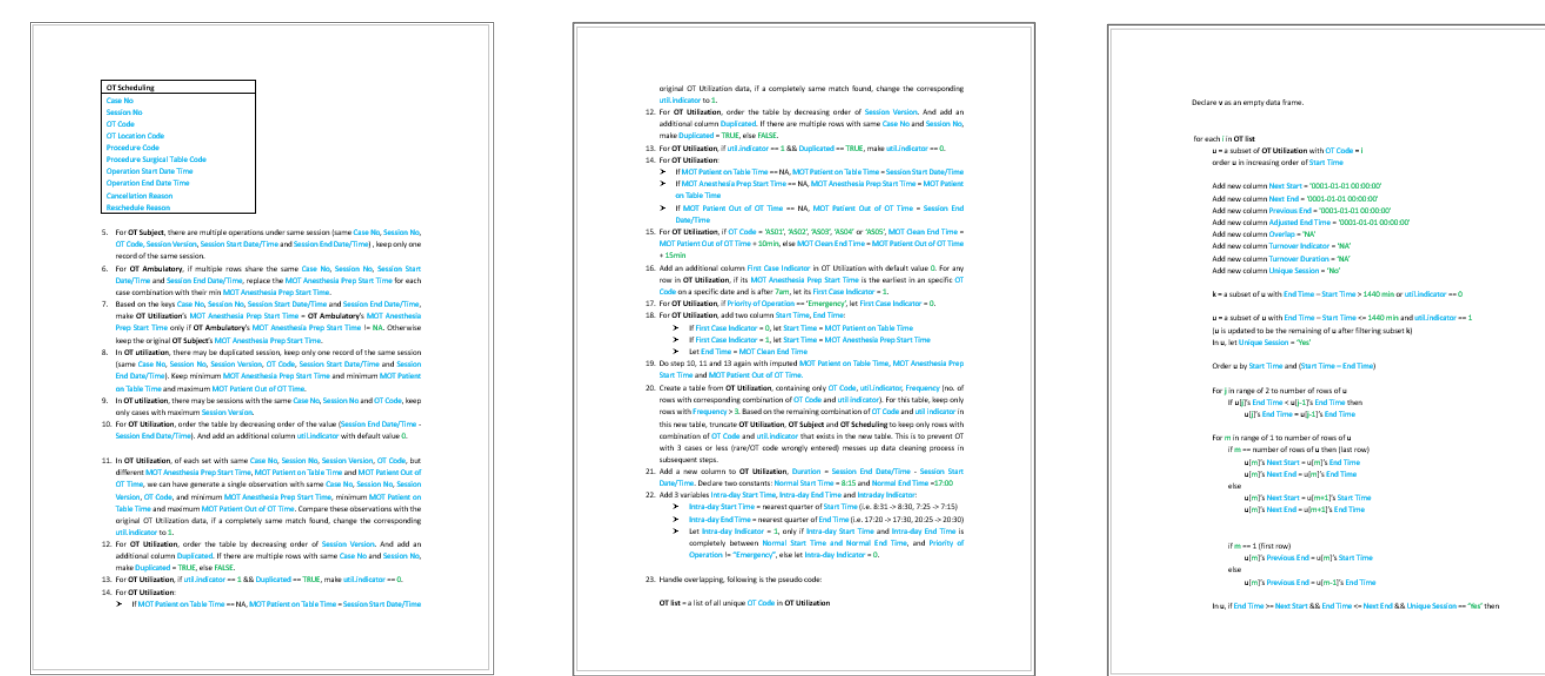 OT Scheduling
Case No
Session No
OT Code
OT Location Code
Procedure Code
Procedure Surgical Table Code
Operation Start Date Time
Operation End Date Time
Cancellation Reason
Reschedule Reason
5. For OT Subject, there are multiple operations under same session (same Case No, Session No,
OT Code, Session Version, Session Start Date/Time and Session End Date/Time) , keep only one
record of the same session.
6. For OT Ambulatory, if multiple rows share the same Case No, Session No, Session Start
Date/Time and Session End Date/Time, replace the MOT Anesthesia Prep Start Time for each
case combination with their min MOT Anesthesia Prep Start Time.
7. Based on the keys Case No, Session No, Session Start Date/Time and Session End Date/Time,
make OT Utilization's MOT Anesthesia Prep Start Time = OT Ambulatory's MOT Anesthesia
Prep Start Time only if OT Ambulatory's MOT Anesthesia Prep Start Time != NA. Otherwise
keep the original OT Subject's MOT Anesthesia Prep Start Time.
8. In OT utilization, there may be duplicated session, keep only one record of the same session
(same Case No, Session No, Session Version, OT Code, Session Start Date/Time and Session
End Date/Time). Keep minimum MOT Anesthesia Prep Start Time and minimum MOT Patient
on Table Time and maximum MOT Patient Out of OT Time.
9. In OT utilization, there may be sessions with the same Case No, Session No and OT Code, keep
only cases with maximum Session Version.
10. For OT Utilization, order the table by decreasing order of the value (Session End Date/Time -
Session End Date/Time). And add an additional column util.indicator with default value 0.
11. In OT Utilization, of each set with same Case No, Session No, Session Version, OT Code, but
different MOT Anesthesia Prep Start Time, MOT Patient on Table Time and MOT Patient Out of
OT Time, we can have generate a single observation with same Case No, Session No, Session
Version, OT Code, and minimum MOT Anesthesia Prep Start Time, minimum MOT Patient on
Table Time and maximum MOT Patient Out of OT Time. Compare these observations with the
original OT Utilization data, if a completely same match found, change the corresponding
util.indicator to 1.
12. For OT Utilization, order the table by decreasing order of Session Version. And add an
additional column Duplicated. If there are multiple rows with same Case No and Session No,
make Duplicated = TRUE, else FALSE.
13. For OT Utilization, if util.indicator == 1 && Duplicated == TRUE, make util.indicator == 0.
14. For OT Utilization:
➤ If MOT Patient on Table Time == NA, MOT Patient on Table Time = Session Start Date/Time
original OT Utilization data, if a completely same match found, change the corresponding
util.indicator to 1.
12. For OT Utilization, order the table by decreasing order of Session Version. And add an
additional column Duplicated. If there are multiple rows with same Case No and Session No,
make Duplicated = TRUE, else FALSE.
13. For OT Utilization, if util.indicator == 1 && Duplicated == TRUE, make util.indicator == 0.
14. For OT Utilization:
➤ If MOT Patient on Table Time == NA, MOT Patient on Table Time = Session Start Date/Time
➤ If MOT Anesthesia Prep Start Time == NA, MOT Anesthesia Prep Start Time = MOT Patient
on Table Time
➤ If MOT Patient Out of OT Time == NA, MOT Patient Out of OT Time = Session End
Date/Time
15. For OT Utilization, if OT Code = 'AS01', 'AS02', 'AS03', 'AS04' or 'AS05', MOT Clean End Time =
MOT Patient Out of OT Time + 10min, else MOT Clean End Time = MOT Patient Out of OT Time
+ 15min
16. Add an additional column First Case Indicator in OT Utilization with default value 0. For any
row in OT Utilization, if its MOT Anesthesia Prep Start Time is the earliest in an specific OT
Code on a specific date and is after 7am, let its First Case Indicator = 1.
17. For OT Utilization, if Priority of Operation == 'Emergency', let First Case Indicator = 0.
18. For OT Utilization, add two column Start Time, End Time:
➤ If First Case Indicator = 0, let Start Time = MOT Patient on Table Time
➤ If First Case Indicator = 1, let Start Time = MOT Anesthesia Prep Start Time
➤ Let End Time = MOT Clean End Time
19. Do step 10, 11 and 13 again with imputed MOT Patient on Table Time, MOT Anesthesia Prep
Start Time and MOT Patient Out of OT Time.
20. Create a table from OT Utilization, containing only OT Code, util.indicator, Frequency (no. of
rows with corresponding combination of OT Code and util indicator). For this table, keep only
rows with Frequency > 3. Based on the remaining combination of OT Code and util indicator in
this new table, truncate OT Utilization, OT Subject and OT Scheduling to keep only rows with
combination of OT Code and util.indicator that exists in the new table. This is to prevent OT
with 3 cases or less (rare/OT code wrongly entered) messes up data cleaning process in
subsequent steps.
21. Add a new column to OT Utilization, Duration = Session End Date/Time - Session Start
Date/Time. Declare two constants: Normal Start Time = 8:15 and Normal End Time =17:00
22. Add 3 variables Intra-day Start Time, Intra-day End Time and Intraday Indicator:
➤ Intra-day Start Time = nearest quarter of Start Time (i.e. 8:31 -> 8:30, 7:25 -> 7:15)
➤ Intra-day End Time = nearest quarter of End Time (i.e. 17:20 -> 17:30, 20:25 -> 20:30)
➤ Let Intra-day Indicator = 1, only if Intra-day Start Time and Intra-day End Time is
completely between Normal Start Time and Normal End Time, and Priority of
Operation != "Emergency", else let Intra-day Indicator = 0.
23. Handle overlapping, following is the pseudo code:
OT list = a list of all unique OT Code in OT Utilization
Declare v as an empty data frame.
for each i in OT list
u = a subset of OT Utilization with OT Code = i
order u in increasing order of Start Time
Add new column Next Start = '0001-01-01 00:00:00'
Add new column Next End = '0001-01-01 00:00:00'
Add new column Previous End = '0001-01-01 00:00:00'
Add new column Adjusted End Time = '0001-01-01 00:00:00'
Add new column Overlap = 'NA'
Add new column Turnover Indicator = 'NA'
Add new column Turnover Duration = 'NA'
Add new column Unique Session = 'No'
k = a subset of u with End Time – Start Time > 1440 min or util.indicator == 0
u = a subset of u with End Time – Start Time <= 1440 min and util.indicator == 1
(u is updated to be the remaining of u after filtering subset k)
In u, let Unique Session = 'Yes'
Order u by Start Time and (Start Time – End Time)
For j in range of 2 to number of rows of u
If u[j]'s End Time < u[j-1]'s End Time then
u[j]'s End Time = u[j-1]'s End Time
For m in range of 1 to number of rows of u
if m == number of rows of u then (last row)
u[m]'s Next Start = u[m]'s End Time
u[m]'s Next End = u[m]'s End Time
else
u[m]'s Next Start = u[m+1]'s Start Time
u[m]'s Next End = u[m+1]'s End Time
if m == 1 (first row)
u[m]'s Previous End = u[m]'s Start Time
else
u[m]'s Previous End = u[m-1]'s End Time
In u, if End Time >= Next Start && End Time <= Next End && Unique Session == 'Yes' then